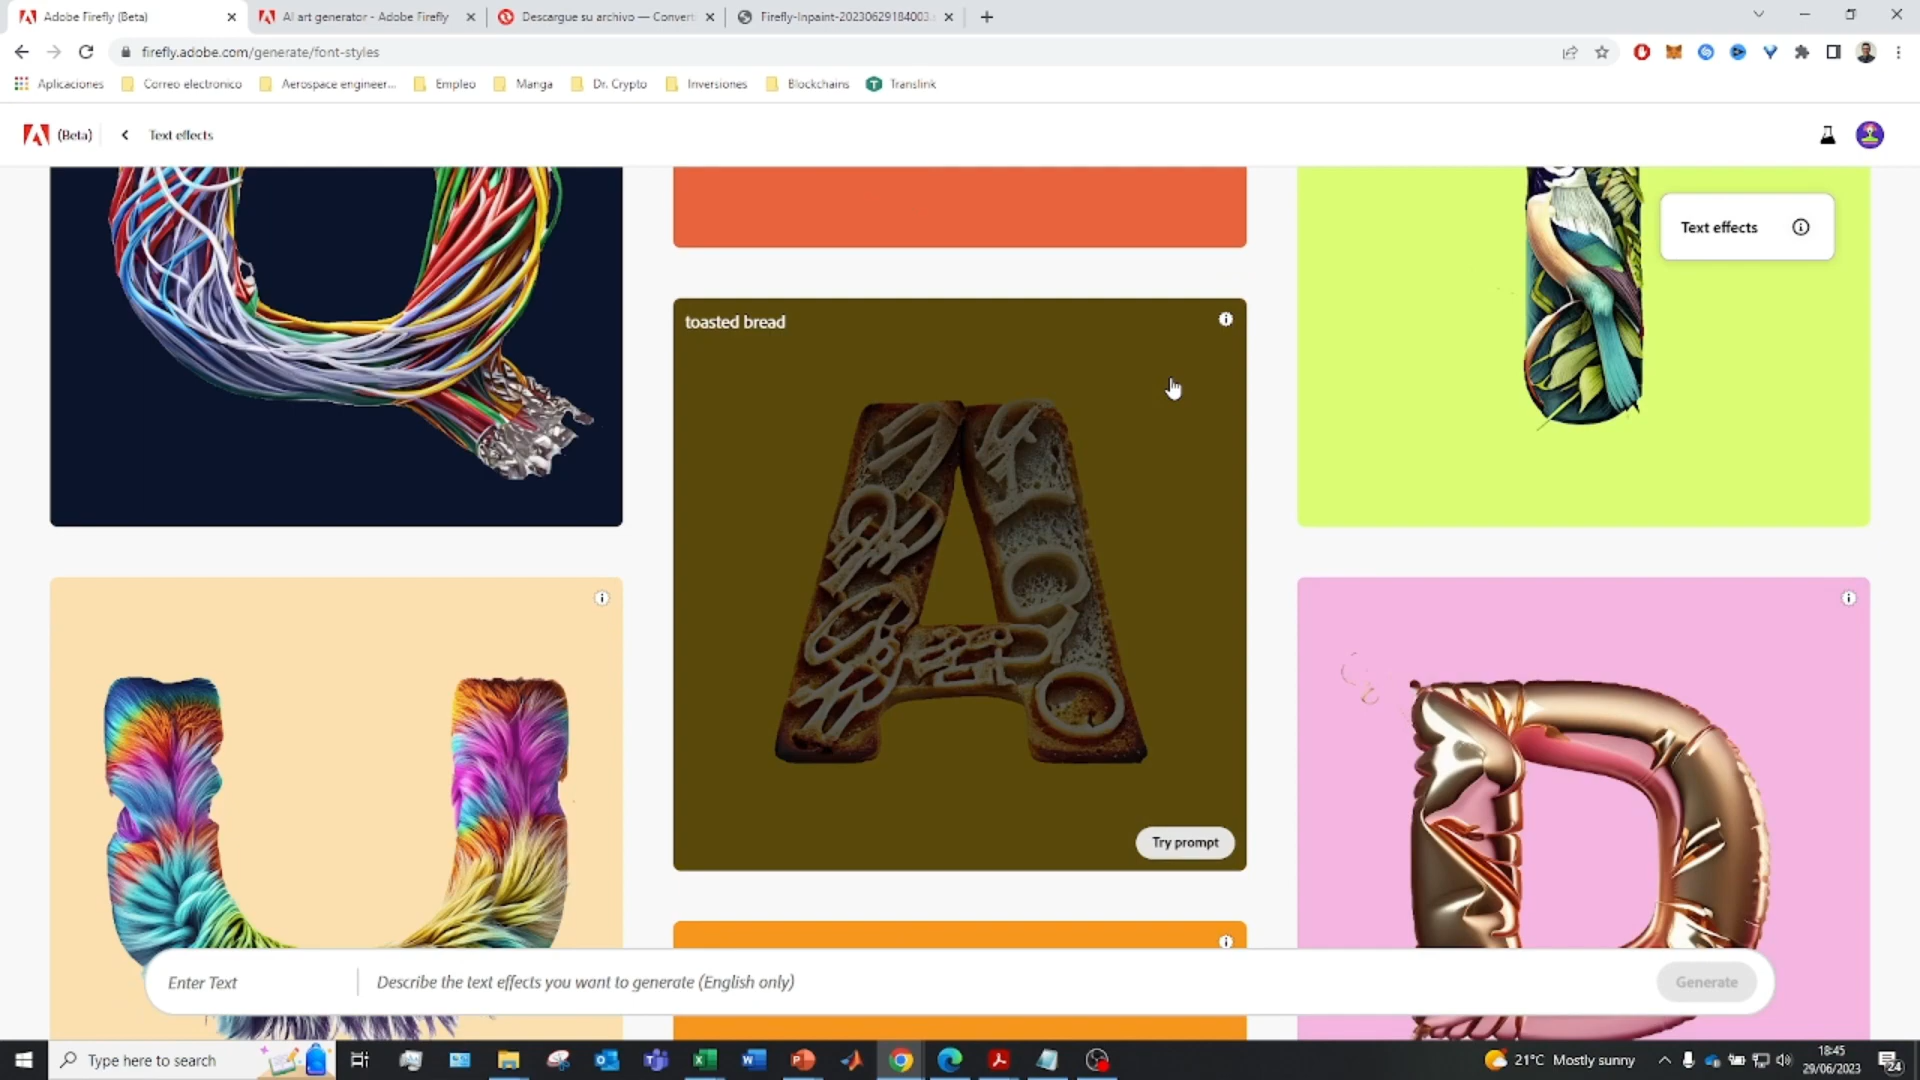 Adobe Firefly (Beta)
AI art generator - Adobe Firefly
Descargue su archivo — Convert
Firefly-Inpaint-20230629184003.
firefly.adobe.com/generate/font-styles
Aplicaciones
Correo electronico
Aerospace engineer...
Empleo
Manga
Dr. Crypto
Inversiones
Blockchains
Translink
(Beta)
Text effects
Text effects
toasted bread
Try prompt
Enter Text
Describe the text effects you want to generate (English only)
Generate
Type here to search
21°C Mostly sunny
18:45
29/06/2023
24